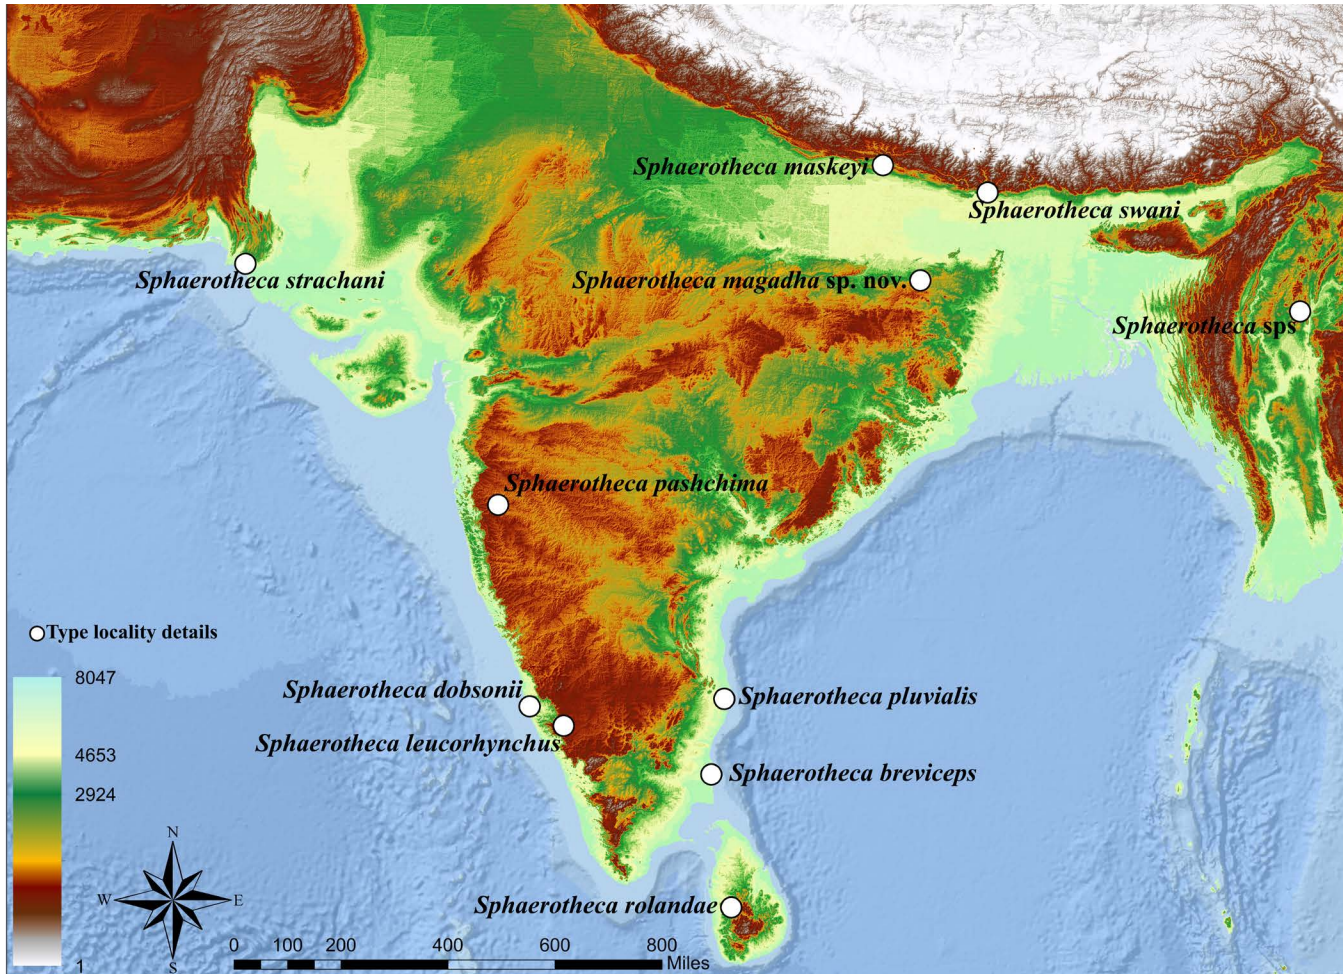 Sphaerotheca maskeyi
Sphaerotheca swani
Sphaerotheca strachani
Sphaerotheca magadha sp. nov.
Sphaerotheca sps
Sphaerotheca pashchima
Type locality details
8047
Sphaerotheca dobsonii
Sphaerotheca pluvialis
Sphaerotheca leucorhynchus
4653
Sphaerotheca breviceps
2924
N
W E
S
Sphaerotheca rolandae
0 100 200 400 600 800
Miles
1